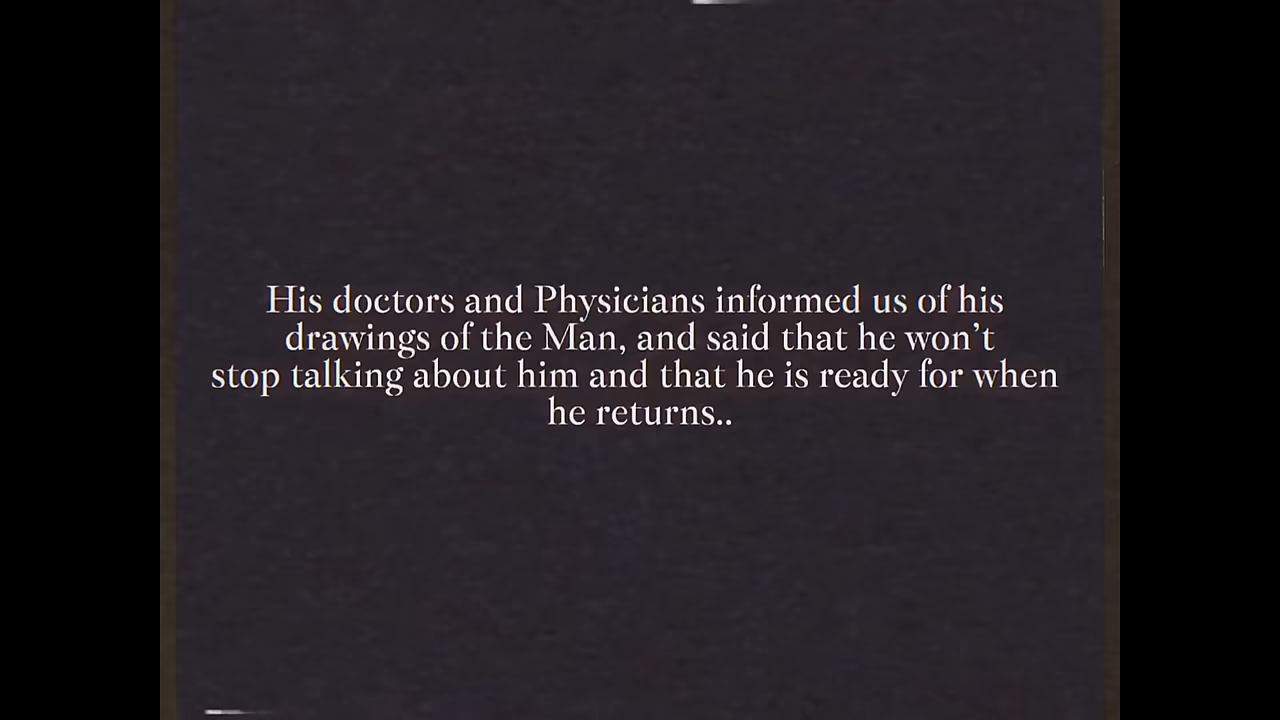 His doctors and Physicians informed us of his
drawings of the Man, and said that he won't
stop talking about him and that he is ready for when
he returns..